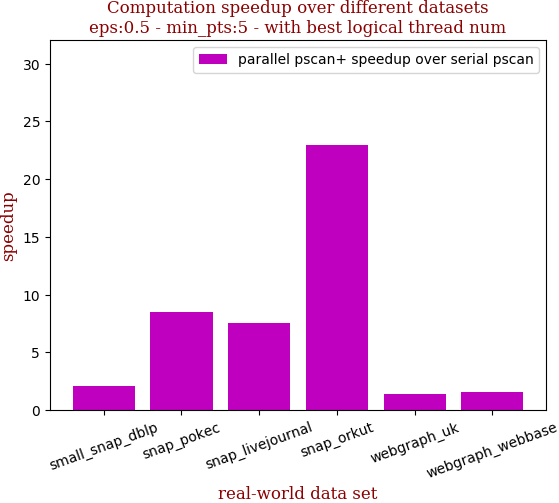 Computation speedup over different datasets
eps:0.5 - min_pts:5 - with best logical thread num
parallel pscan+ speedup over serial pscan
speedup
30
25
20
15
10
5
0
small_snap_dblp
snap_pokec
snap_livejournal
snap_orkut
webgraph_uk
webgraph_webbase
real-world data set